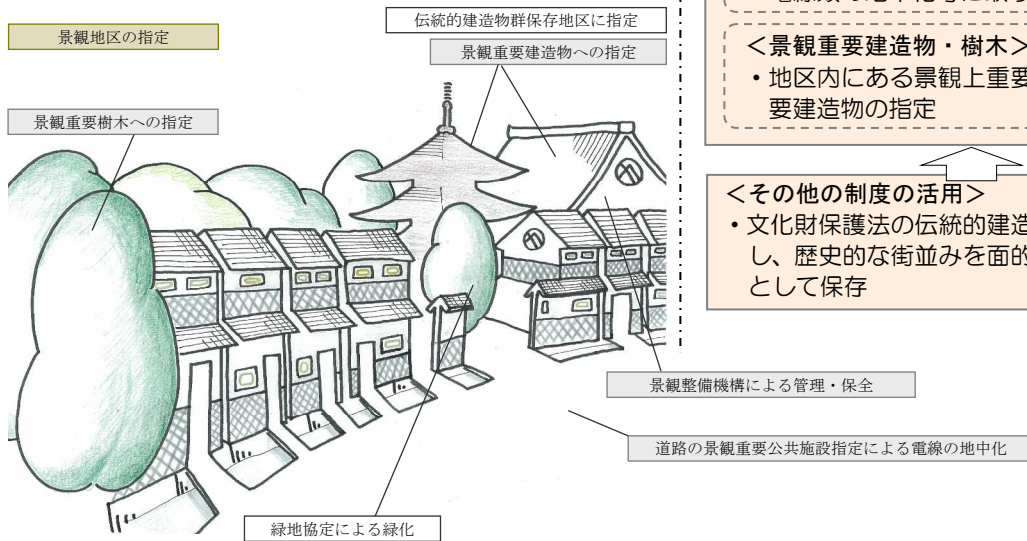 伝統的建造物群保存地区に指定
景観地区の指定
景観重要建造物への指定
景観重要樹木への指定
景観整備機構による管理・保全
道路の景観重要公共施設指定による電線の地中化
緑地協定による緑化
＜景観重要建造物・樹木＞
・地区内にある景観上重要
要建造物の指定
＜その他の制度の活用＞
・文化財保護法の伝統的建造
し、歴史的な街並みを面的
として保存